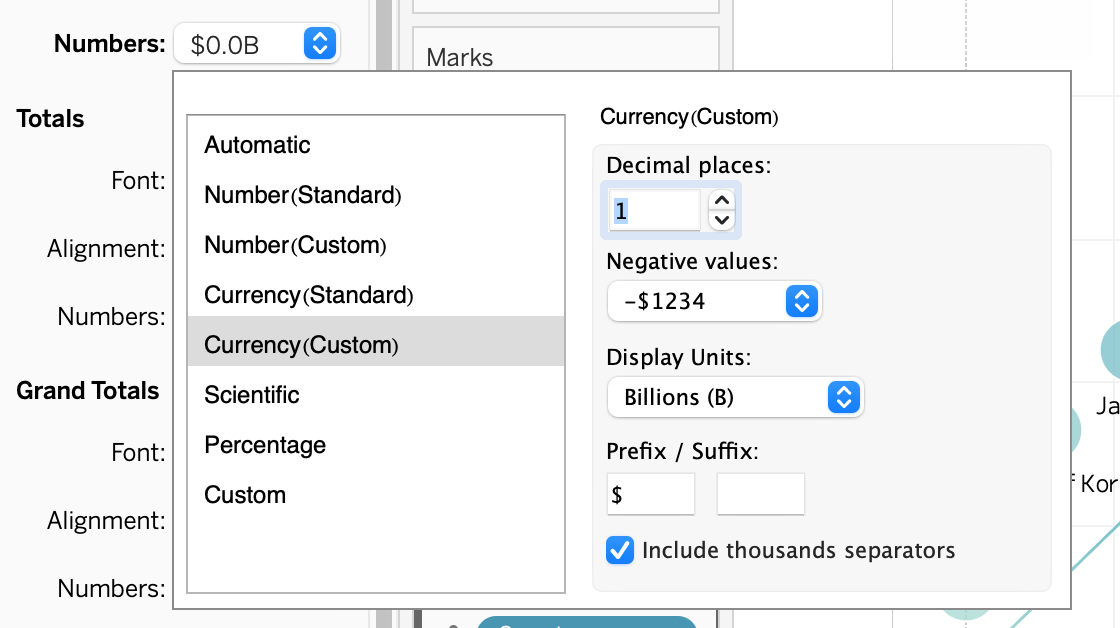 Numbers: $0.0B
Marks
Totals
Font:
Alignment:
Numbers:
Grand Totals
Font:
Alignment:
Numbers:
Automatic
Number(Standard)
Number(Custom)
Currency(Standard)
Currency(Custom)
Scientific
Percentage
Custom
Currency(Custom)
Decimal places:
1
Negative values:
-$1234
Display Units:
Billions (B)
Prefix / Suffix:
$
Include thousands separators
Ja
Kor